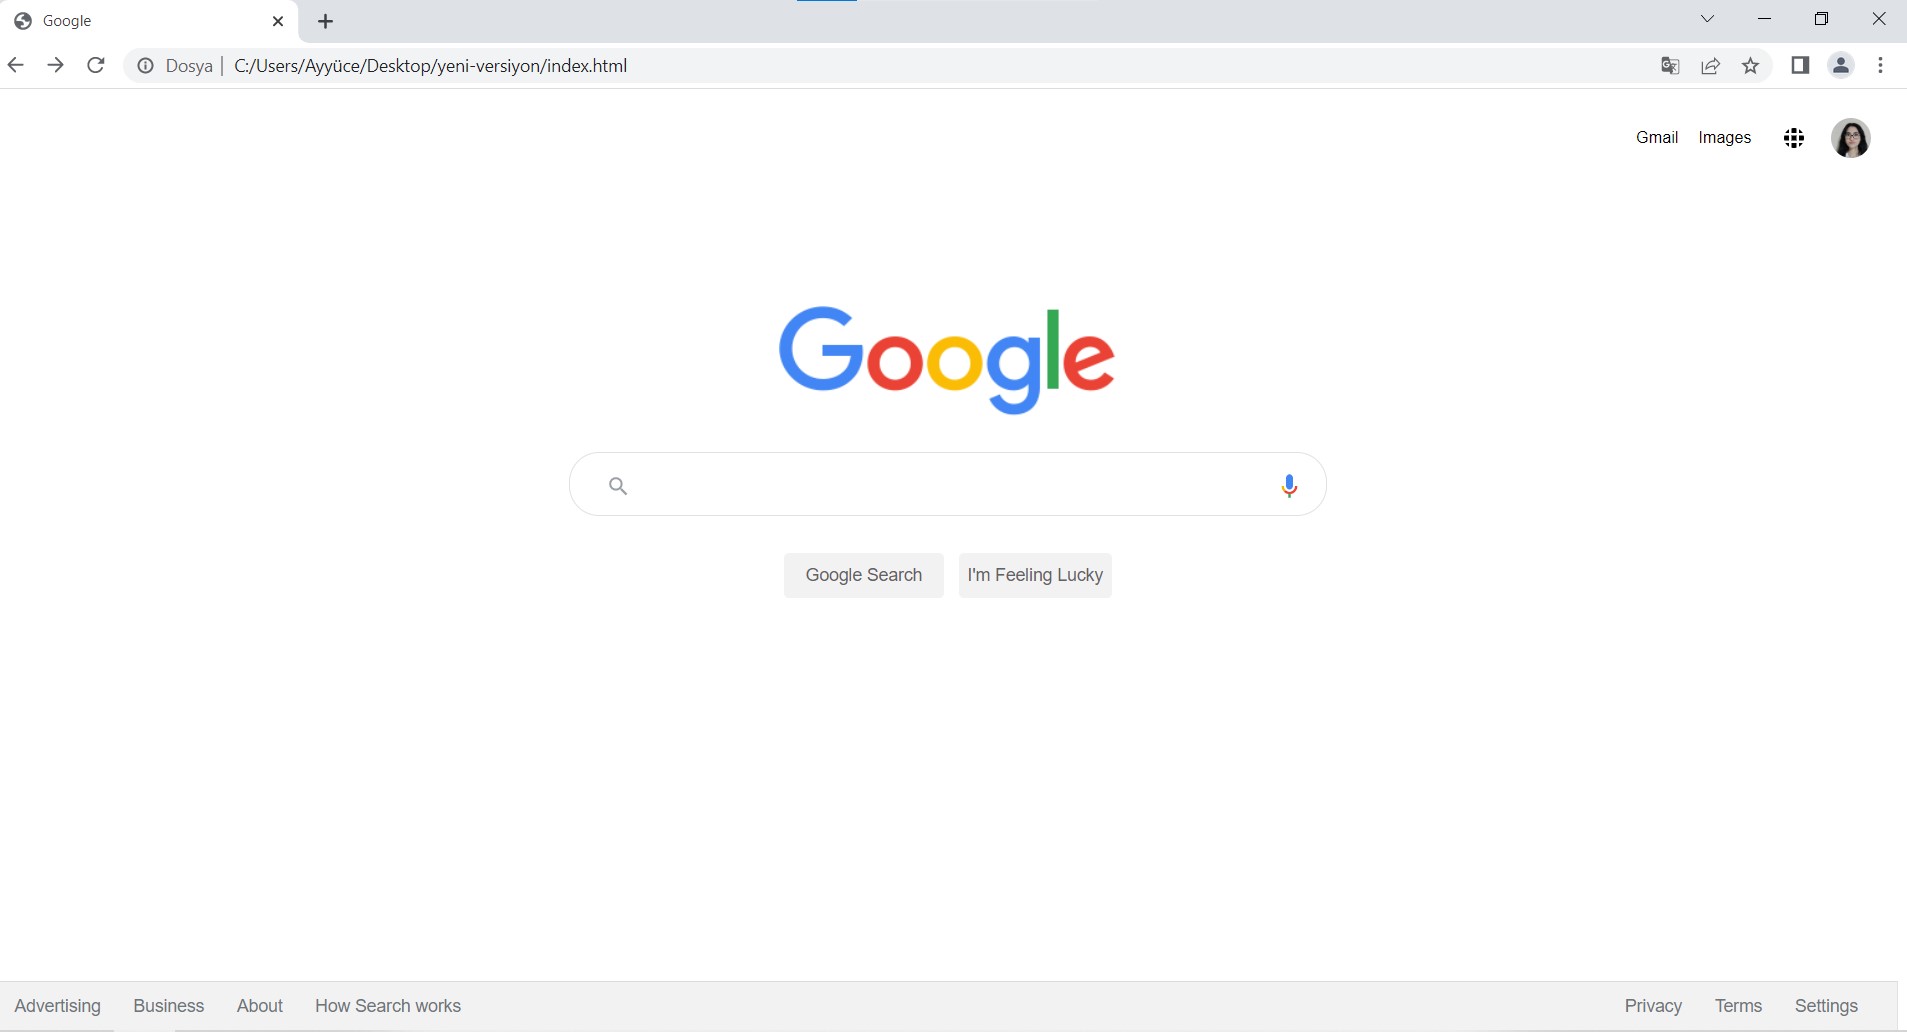 Google
Dosya | C:/Users/Ayyüce/Desktop/yeni-versiyon/index.html
Gmail Images
Google
Google Search I'm Feeling Lucky
Advertising Business About How Search works Privacy Terms Settings